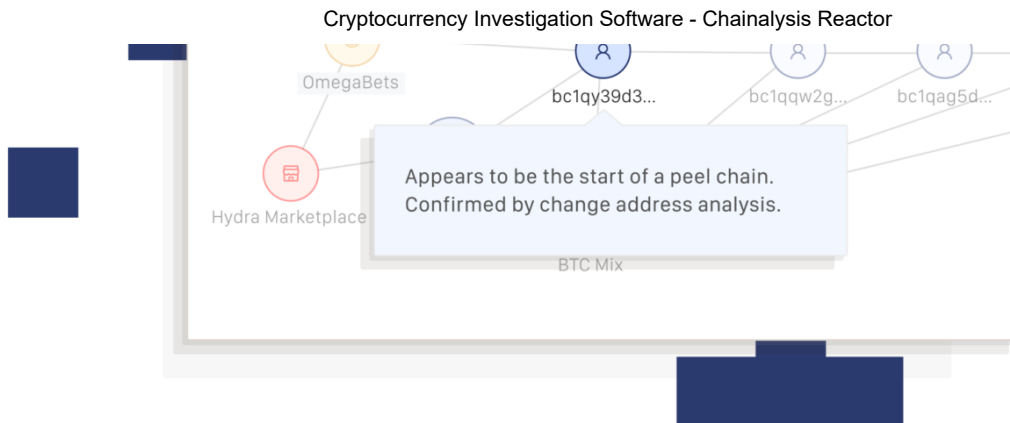 Cryptocurrency Investigation Software - Chainalysis Reactor
OmegaBets
bc1qy39d3...
bc1qqw2g...
bc1qag5d...
Appears to be the start of a peel chain.
Confirmed by change address analysis.
Hydra Marketplace
BTC Mix